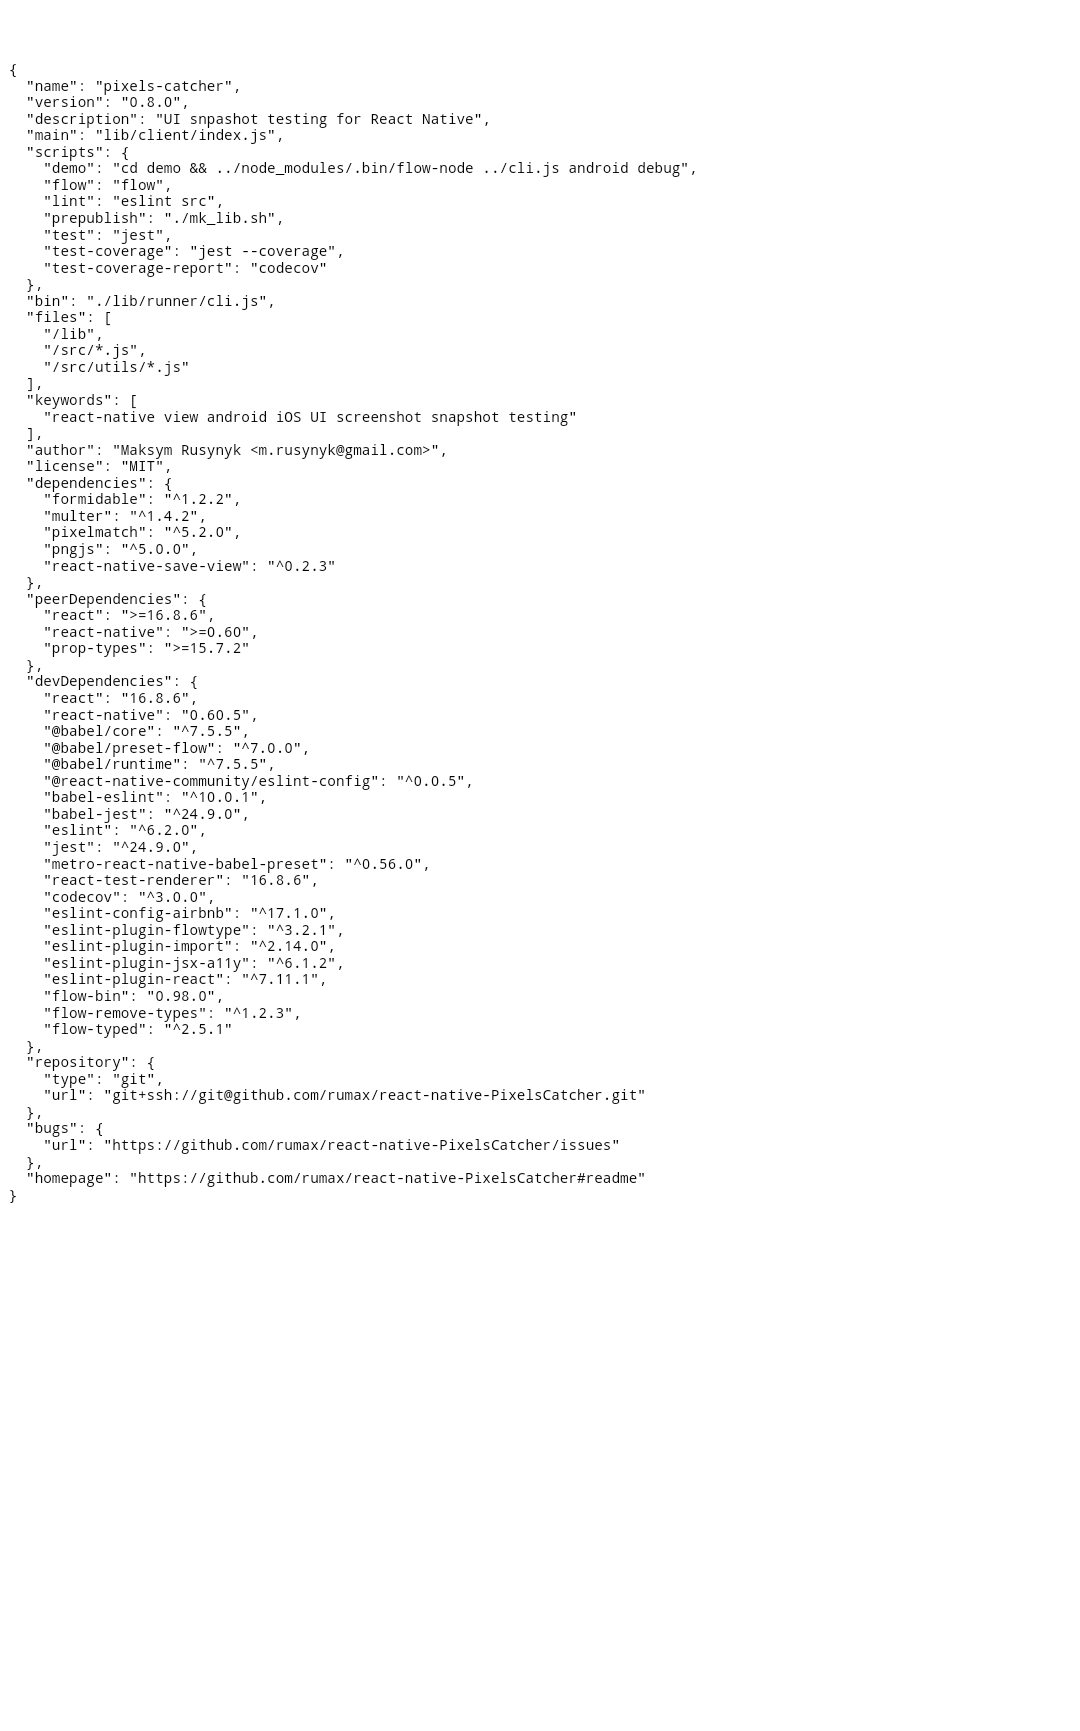 {
  "name": "pixels-catcher",
  "version": "0.8.0",
  "description": "UI snpashot testing for React Native",
  "main": "lib/client/index.js",
  "scripts": {
    "demo": "cd demo && ../node_modules/.bin/flow-node ../cli.js android debug",
    "flow": "flow",
    "lint": "eslint src",
    "prepublish": "./mk_lib.sh",
    "test": "jest",
    "test-coverage": "jest --coverage",
    "test-coverage-report": "codecov"
  },
  "bin": "./lib/runner/cli.js",
  "files": [
    "/lib",
    "/src/*.js",
    "/src/utils/*.js"
  ],
  "keywords": [
    "react-native view android iOS UI screenshot snapshot testing"
  ],
  "author": "Maksym Rusynyk <m.rusynyk@gmail.com>",
  "license": "MIT",
  "dependencies": {
    "formidable": "^1.2.2",
    "multer": "^1.4.2",
    "pixelmatch": "^5.2.0",
    "pngjs": "^5.0.0",
    "react-native-save-view": "^0.2.3"
  },
  "peerDependencies": {
    "react": ">=16.8.6",
    "react-native": ">=0.60",
    "prop-types": ">=15.7.2"
  },
  "devDependencies": {
    "react": "16.8.6",
    "react-native": "0.60.5",
    "@babel/core": "^7.5.5",
    "@babel/preset-flow": "^7.0.0",
    "@babel/runtime": "^7.5.5",
    "@react-native-community/eslint-config": "^0.0.5",
    "babel-eslint": "^10.0.1",
    "babel-jest": "^24.9.0",
    "eslint": "^6.2.0",
    "jest": "^24.9.0",
    "metro-react-native-babel-preset": "^0.56.0",
    "react-test-renderer": "16.8.6",
    "codecov": "^3.0.0",
    "eslint-config-airbnb": "^17.1.0",
    "eslint-plugin-flowtype": "^3.2.1",
    "eslint-plugin-import": "^2.14.0",
    "eslint-plugin-jsx-a11y": "^6.1.2",
    "eslint-plugin-react": "^7.11.1",
    "flow-bin": "0.98.0",
    "flow-remove-types": "^1.2.3",
    "flow-typed": "^2.5.1"
  },
  "repository": {
    "type": "git",
    "url": "git+ssh://git@github.com/rumax/react-native-PixelsCatcher.git"
  },
  "bugs": {
    "url": "https://github.com/rumax/react-native-PixelsCatcher/issues"
  },
  "homepage": "https://github.com/rumax/react-native-PixelsCatcher#readme"
}